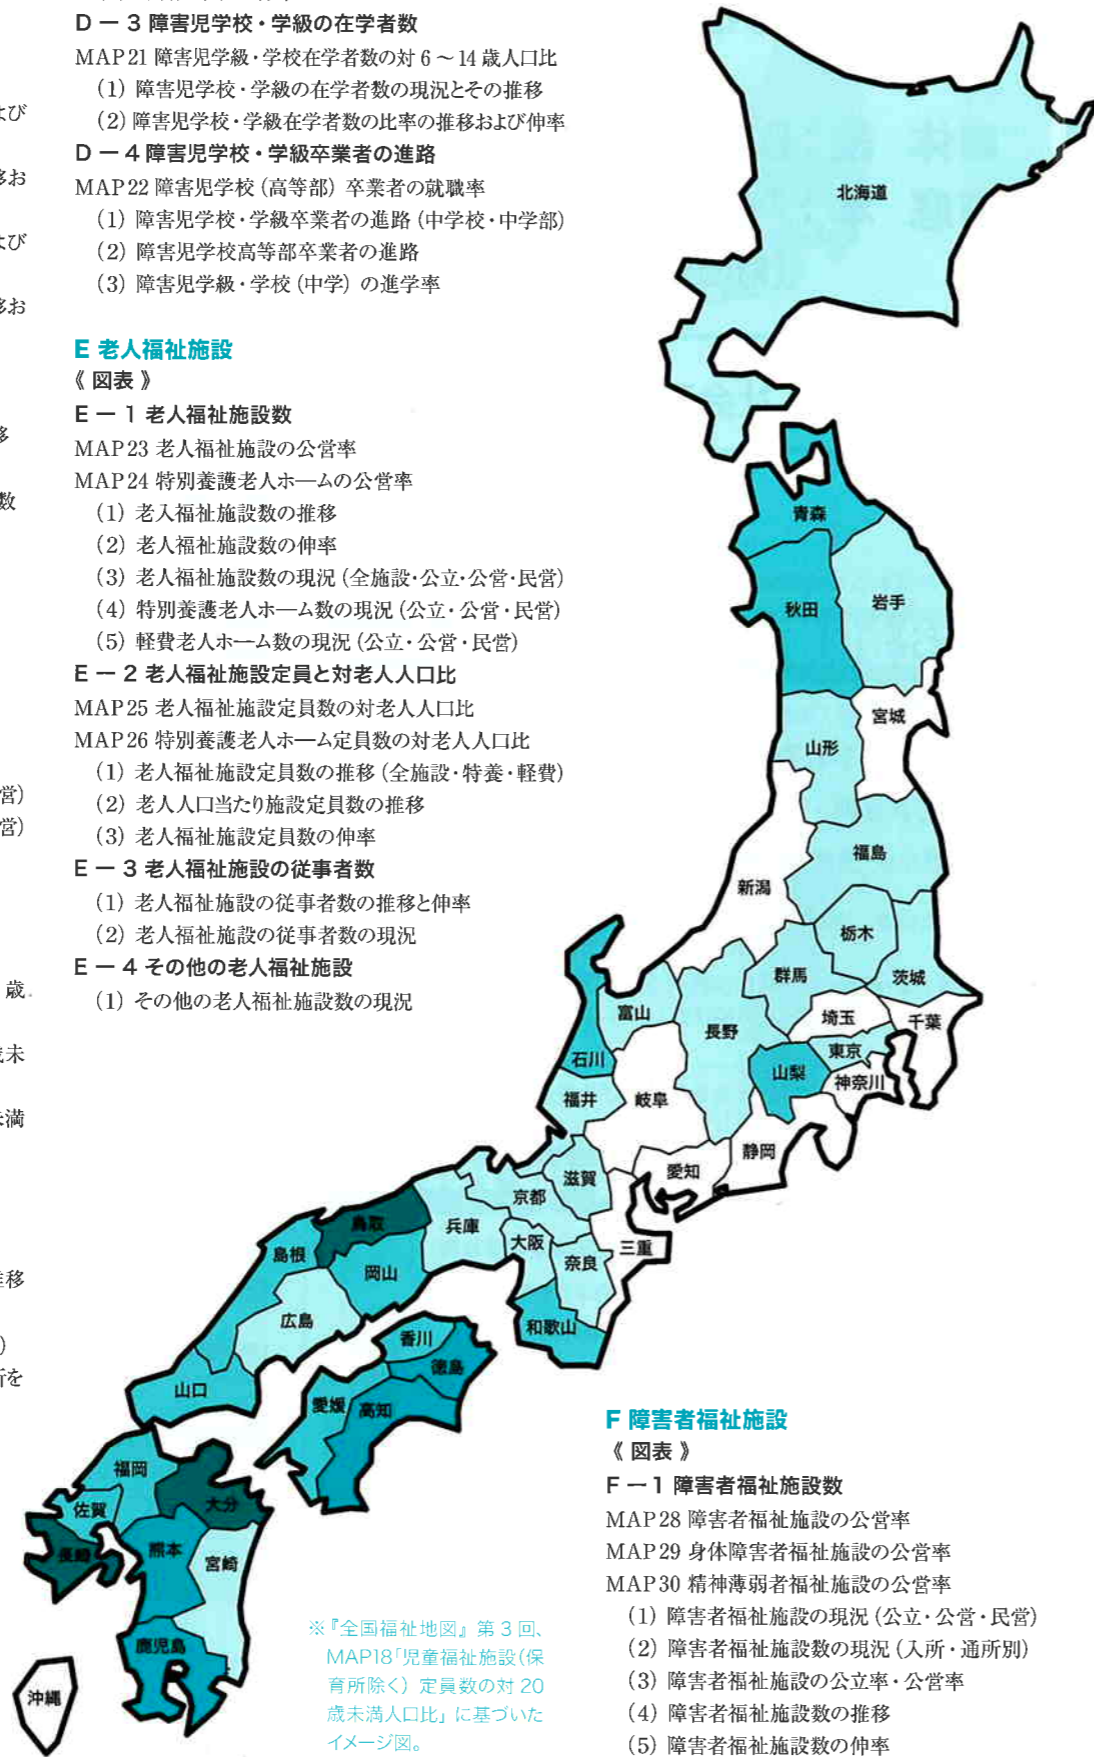 D－3 障害児学校・学級の在学者数
MAP21 障害児学級・学校在学者数の対6～14歳人口比
(1) 障害児学校・学級の在学者数の現況とその推移
(2) 障害児学校・学級在学者数の比率の推移および伸率
D－4 障害児学校・学級卒業者の進路
MAP22 障害児学校（高等部）卒業者の就職率
(1) 障害児学校・学級卒業者の進路（中学校・中学部）
(2) 障害児学校高等部卒業者の進路
(3) 障害児学級・学校（中学）の進学率
E 老人福祉施設
《 図表 》
E－1 老人福祉施設数
MAP23 老人福祉施設の公営率
MAP24 特別養護老人ホームの公営率
(1) 老入福祉施設数の推移
(2) 老人福祉施設数の伸率
(3) 老人福祉施設数の現況（全施設・公立・公営・民営）
(4) 特別養護老人ホーム数の現況（公立・公営・民営）
(5) 軽費老人ホーム数の現況（公立・公営・民営）
E－2 老人福祉施設定員と対老人人口比
MAP25 老人福祉施設定員数の対老人人口比
MAP26 特別養護老人ホーム定員数の対老人人口比
(1) 老人福祉施設定員数の推移（全施設・特養・軽費）
(2) 老人人口当たり施設定員数の推移
(3) 老人福祉施設定員数の伸率
E－3 老人福祉施設の従事者数
(1) 老人福祉施設の従事者数の推移と伸率
(2) 老人福祉施設の従事者数の現況
E－4 その他の老人福祉施設
(1) その他の老人福祉施設数の現況
よび
移お
よび
移お
移
数
営）
営）
歳
歳未
未満
推移
）
所を
北海道
青森
秋田
岩手
宮城
山形
福島
新潟
栃木
群馬
茨城
富山
長野
埼玉
千葉
石川
東京
山梨
神奈川
福井
岐阜
静岡
愛知
滋賀
京都
三重
兵庫
大阪
奈良
鳥取
島根
岡山
和歌山
広島
香川
徳島
山口
愛媛
高知
福岡
大分
佐賀
長崎
熊本
宮崎
鹿児島
沖縄
※『全国福祉地図』第3回、
MAP18「児童福祉施設（保
育所除く）定員数の対20
歳未満人口比」に基づいた
イメージ図。
F 障害者福祉施設
《 図表 》
F－1 障害者福祉施設数
MAP28 障害者福祉施設の公営率
MAP29 身体障害者福祉施設の公営率
MAP30 精神薄弱者福祉施設の公営率
(1) 障害者福祉施設の現況（公立・公営・民営）
(2) 障害者福祉施設数の現況（入所・通所別）
(3) 障害者福祉施設の公立率・公営率
(4) 障害者福祉施設数の推移
(5) 障害者福祉施設数の伸率